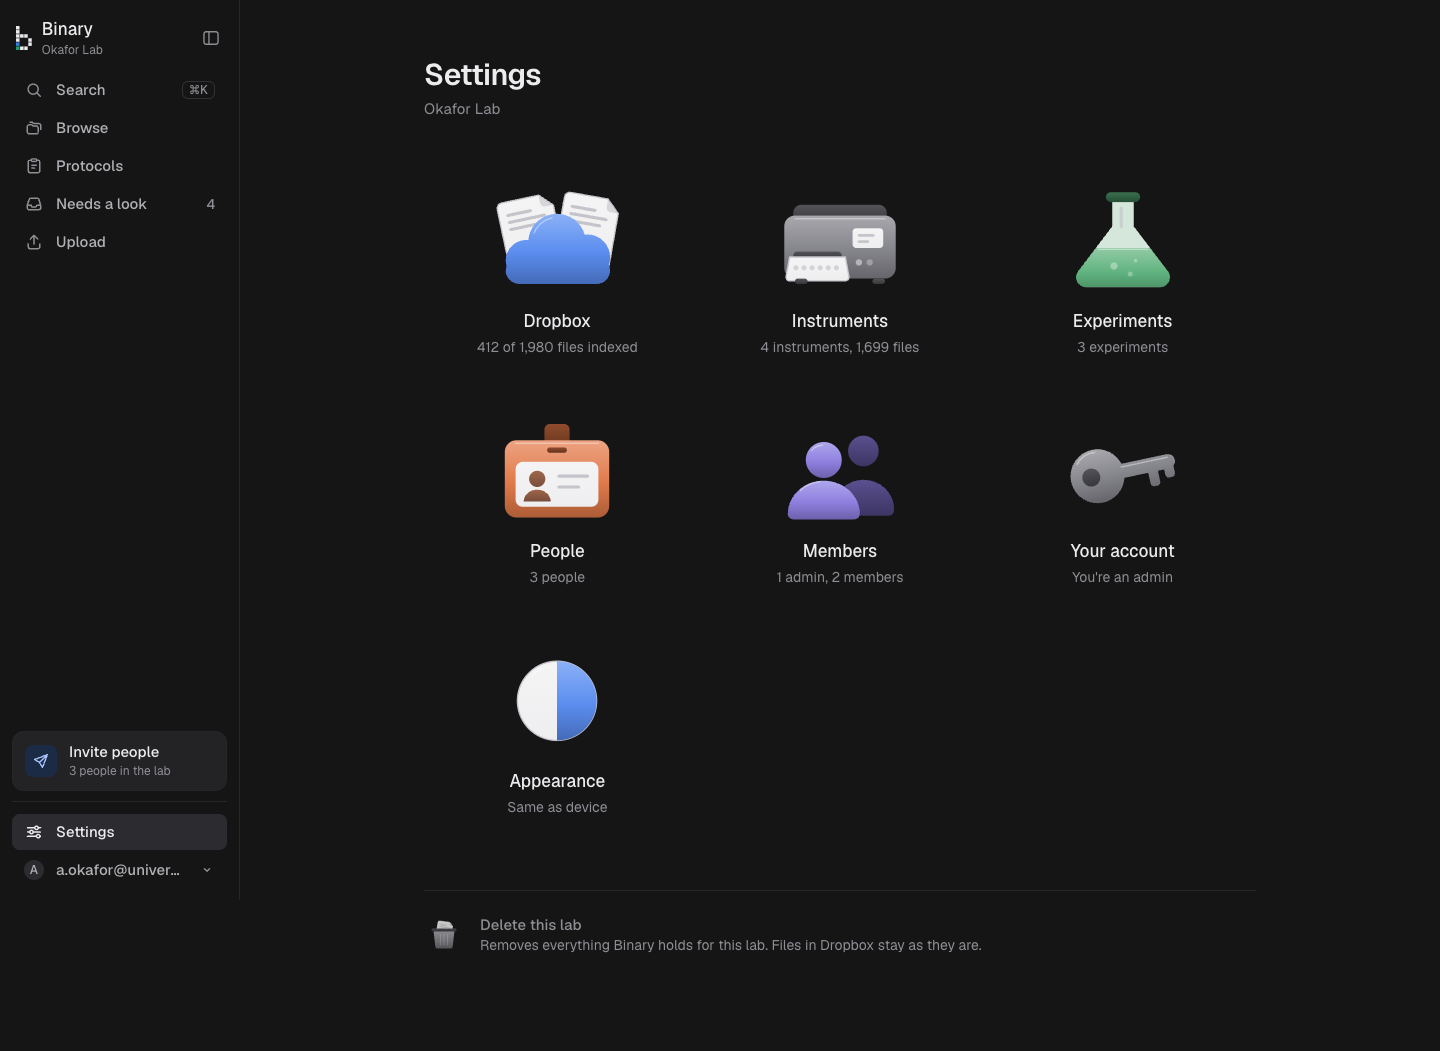 Binary
Okafor Lab
Search ⌘K
Browse
Protocols
Needs a look 4
Upload
Invite people
3 people in the lab
Settings
A a.okafor@univer...
Settings
Okafor Lab
Dropbox
412 of 1,980 files indexed
Instruments
4 instruments, 1,699 files
Experiments
3 experiments
People
3 people
Members
1 admin, 2 members
Your account
You're an admin
Appearance
Same as device
Delete this lab
Removes everything Binary holds for this lab. Files in Dropbox stay as they are.